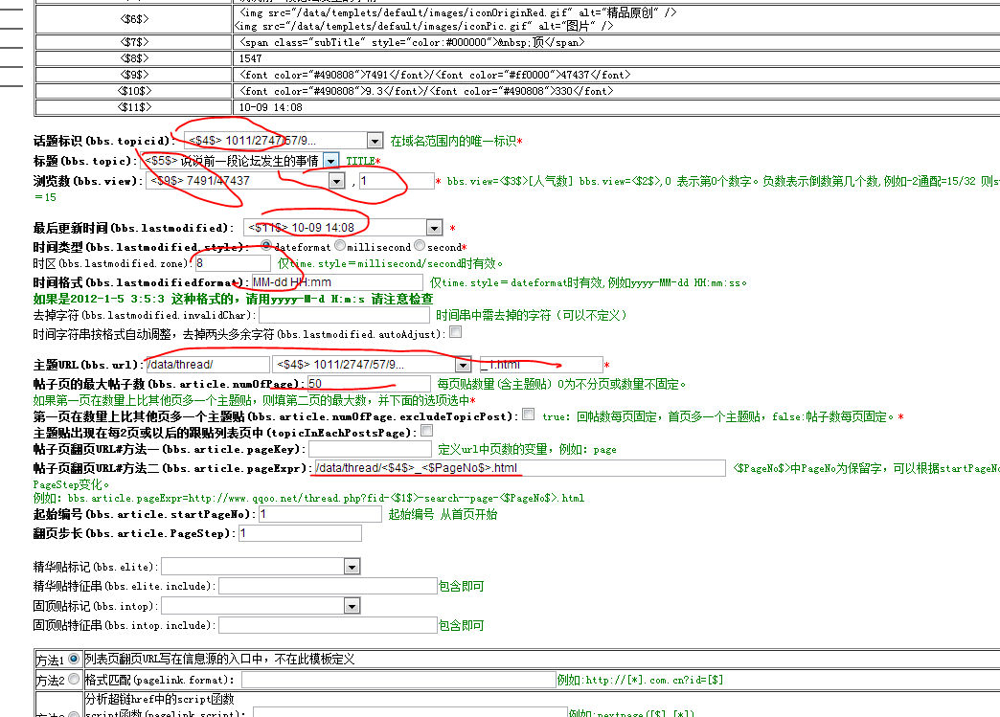 <$6$> <img src="/data/templets/default/images/iconOriginRed.gif" alt="精品原创" />
<img src="/data/templets/default/images/iconPic.gif" alt="图片" />
<$7$> <span class="subTitle" style="color:#000000">&nbsp;顶</span>
<$8$> 1547
<$9$> <font color="#490808">7491</font>/<font color="#ff0000">47437</font>
<$10$> <font color="#490808">9.3</font>/<font color="#490808">330</font>
<$11$> 10-09 14:08
话题标识(bbs.topicid): <$4$> 1011/2747/57/9... 在域名范围内的唯一标识*
标题(bbs.topic): <$5$> 说说前一段论坛发生的事情 TITLE*
浏览数(bbs.view): <$9$> 7491/47437 , 1 * bbs.view=<$3$>[人气数] bbs.view=<$2$>,0 表示第0个数字。负数表示倒数第几个数,例如-2通配=15/32 则
=15
最后更新时间(bbs.lastmodified): <$11$> 10-09 14:08 *
时间类型(bbs.lastmodified.style): dateformat millisecond second*
时区(bbs.lastmodified.zone): 8 仅time.style=millisecond/second时有效。
时间格式(bbs.lastmodifiedformat): MM-dd HH:mm 仅time.style=dateformat时有效,例如yyyy-MM-dd HH:mm:ss。
如果是2012-1-5 3:5:3 这种格式的, 请用yyyy-M-d H:m:s 请注意检查
去掉字符(bbs.lastmodified.invalidChar): 时间串中需去掉的字符（可以不定义）
时间字符串按格式自动调整，去掉两头多余字符(bbs.lastmodified.autoAdjust):
主题URL(bbs.url): /data/thread/ <$4$> 1011/2747/57/9... _1.html *
帖子页的最大帖子数(bbs.article.numOfPage): 50 每页贴数量(含主题贴) 0为不分页或数量不固定。
如果第一页在数量上比其他页多一个主题贴，则填第二页的最大数，并下面的选项选中*
第一页在数量上比其他页多一个主题贴(bbs.article.numOfPage.excludeTopicPost): true: 回帖数每页固定，首页多一个主题贴，false:帖子数每页固定。*
主题贴出现在每2页或以后的跟贴列表页中(topicInEachPostsPage):
帖子页翻页URL#方法一(bbs.article.pageKey): 定义url中页数的变量，例如: page
帖子页翻页URL#方法二(bbs.article.pageExpr): /data/thread/<$4$>_<$PageNo$>.html <$PageNo$>中PageNo为保留字，可以根据startPageNo
PageStep变化。
例如: bbs.article.pageExpr=http://www.qqoo.net/thread.php?fid-<$1$>-search--page-<$PageNo$>.html
起始编号(bbs.article.startPageNo): 1 起始编号 从首页开始
翻页步长(bbs.article.PageStep): 1
精华贴标记(bbs.elite):
精华贴特征串(bbs.elite.include): 包含即可
固顶贴标记(bbs.intop):
固顶贴特征串(bbs.intop.include): 包含即可
方法1 列表页翻页URL写在信息源的入口中，不在此模板定义
方法2 格式匹配(pagelink.format): 例如:http://[*].com.cn?id=[$]
分析超链href中的script函数
script函数(pagelink.script): 例如:nextpage([$],[*])